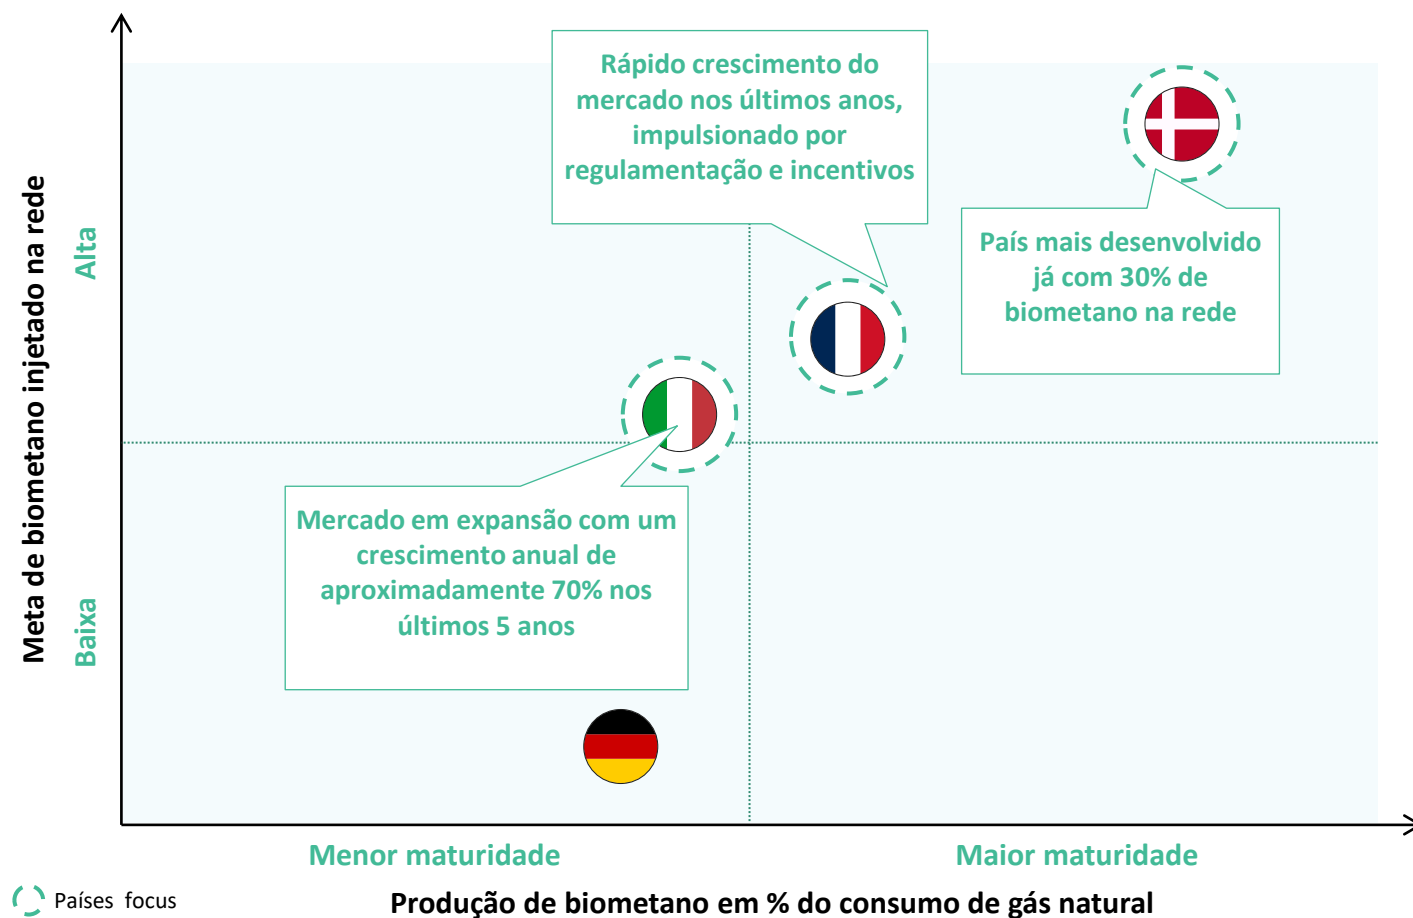 Rápido crescimento do
mercado nos últimos anos,
impulsionado por
regulamentação e incentivos
País mais desenvolvido
já com 30% de
biometano na rede
Mercado em expansão com um
crescimento anual de
aproximadamente 70% nos
últimos 5 anos
Meta de biometano injetado na rede
Alta
Baixa
Menor maturidade
Maior maturidade
Produção de biometano em % do consumo de gás natural
Países focus